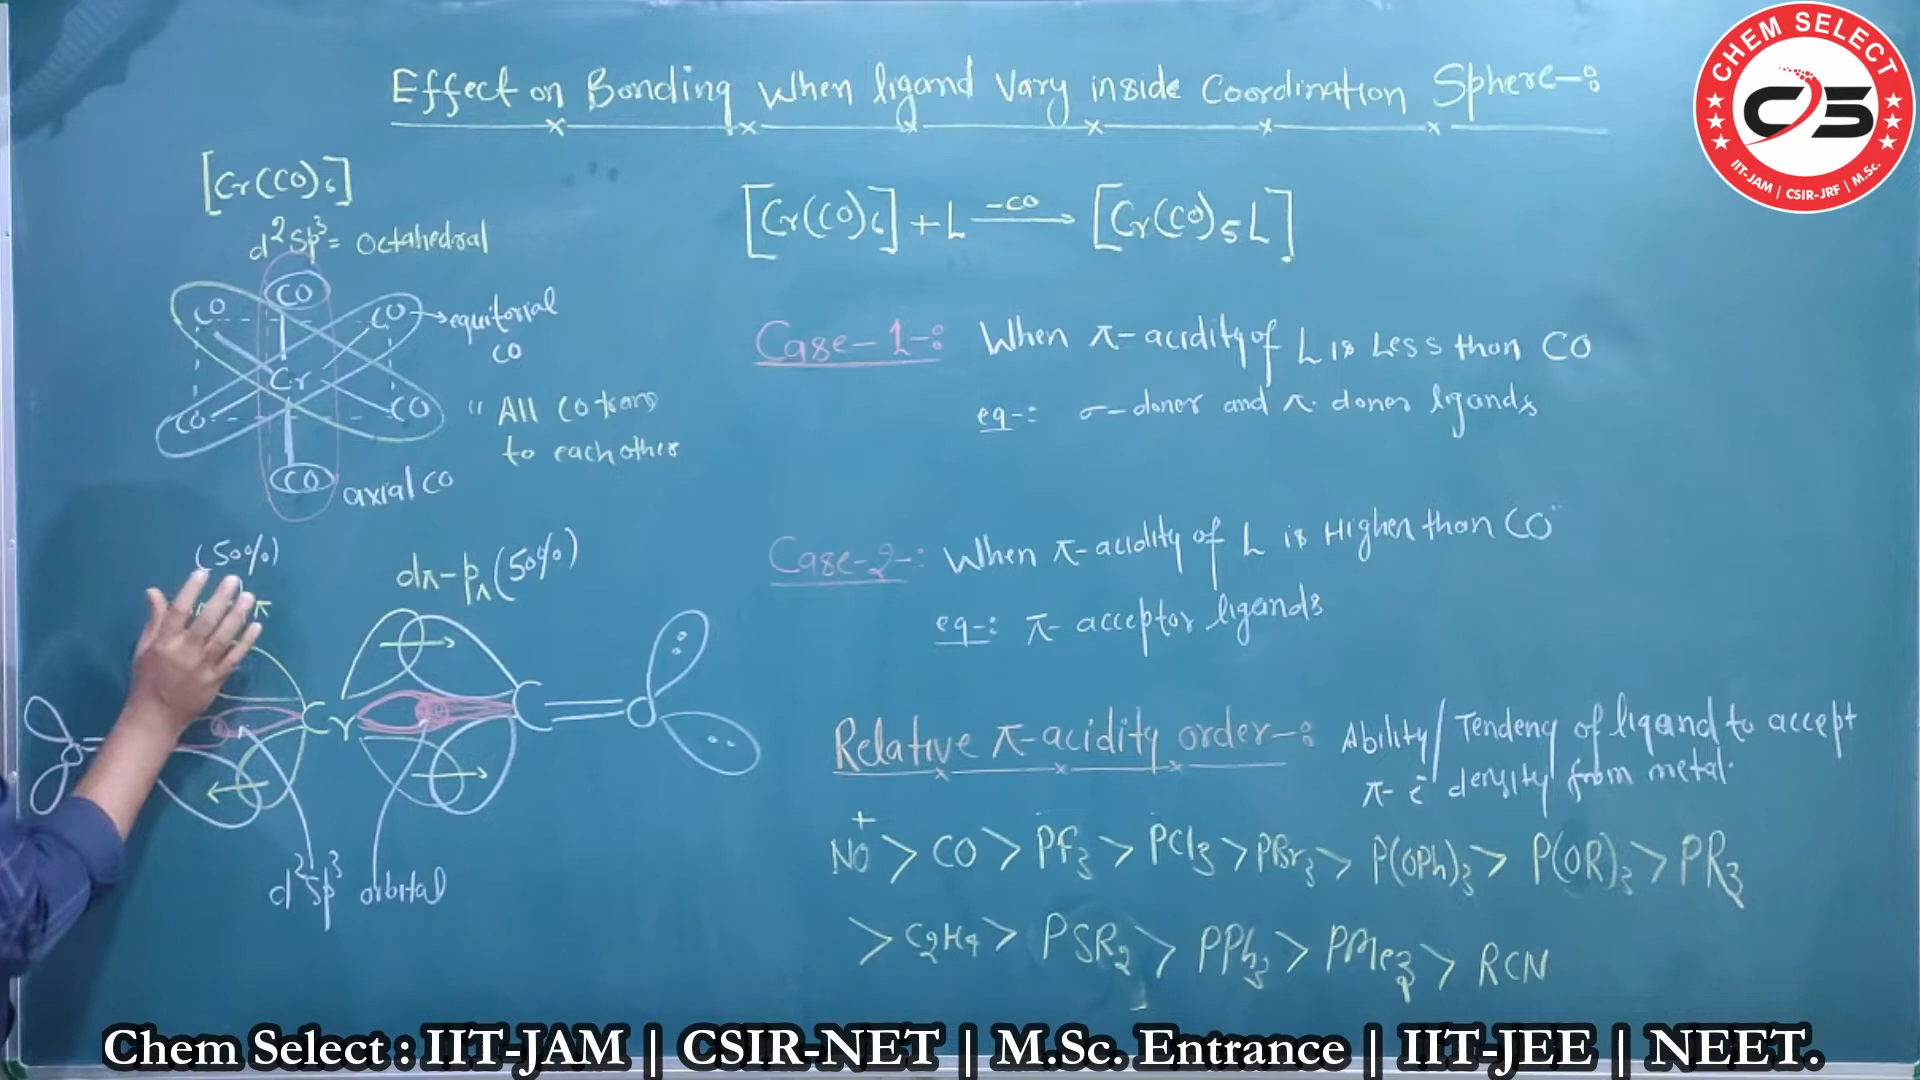 Effect on Bonding When ligand Vary inside Coordination Sphere-:
CHEM SELECT
CS
IIT-JAM | CSIR-JRF | M.Sc.
[Cr(CO)6]
d²sp³ = Octahedral
CO
CO
CO
→equitorial
CO
Cr
CO
CO
CO
axial CO
" All CO trans
to each other
(50%)
π
dπ-pπ(50%)
Cr
C
O
d²sp³ orbital
[Cr(CO)6] + L -CO → [Cr(CO)5L]
Case-1-: When π-acidity of L is Less than CO
eg-: σ-donor and π-doner ligands
Case-2-: When π-acidity of L is Higher than CO
eg-: π-acceptor ligands
Relative π-acidity order-: Ability/Tendeny of ligand to accept
π-ē density from metal.
NO⁺ > CO > PF3 > PCl3 > PBr3 > P(OPh)3 > P(OR)3 > PR3
> C2H4 > PSR2 > PPh3 > PMe3 > RCN
Chem Select : IIT-JAM | CSIR-NET | M.Sc. Entrance | IIT-JEE | NEET.